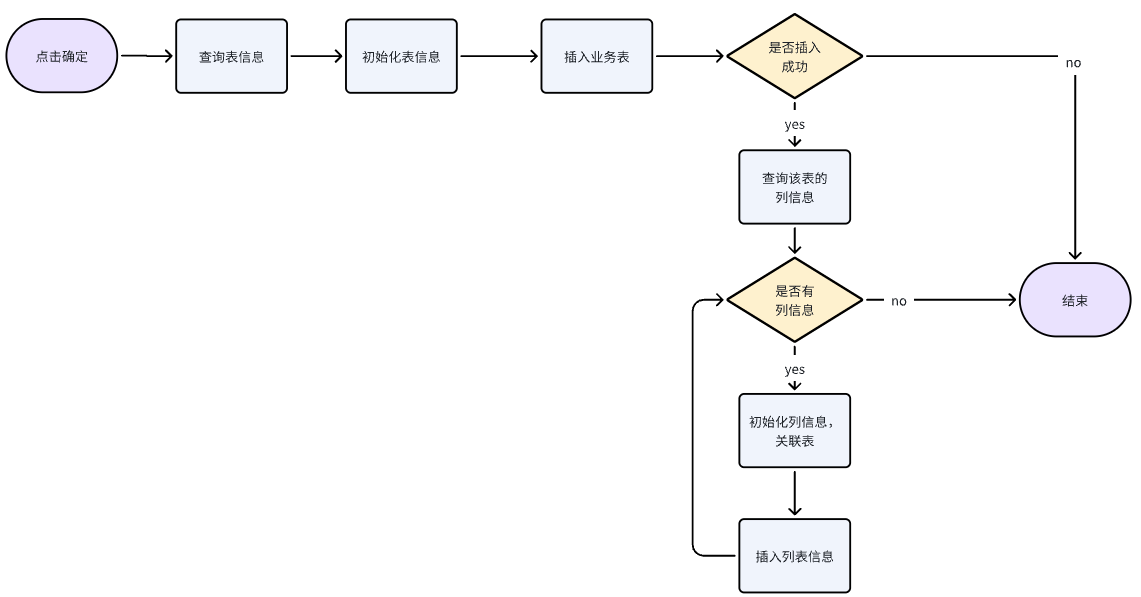 点击确定
查询表信息
初始化表信息
插入业务表
是否插入
成功
no
yes
查询该表的
列信息
是否有
列信息
no
结束
yes
初始化列信息，
关联表
插入列表信息